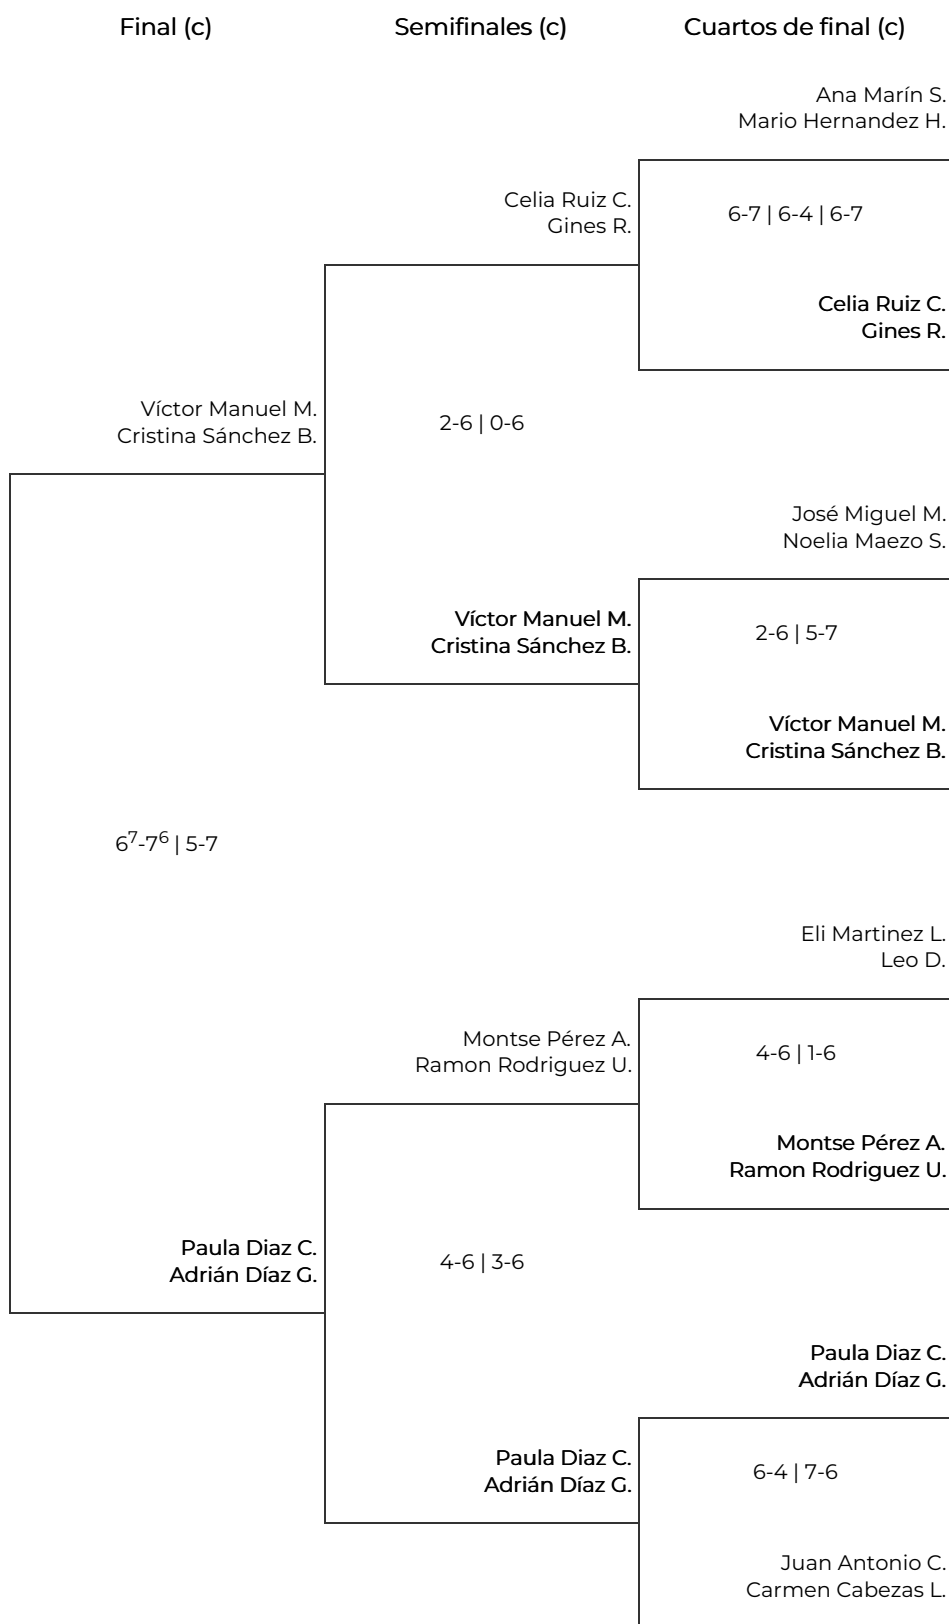 Final (c)
Semifinales (c)
Cuartos de final (c)
Ana Marín S.
Mario Hernandez H.
Celia Ruiz C.
Gines R.
6-7 | 6-4 | 6-7
Celia Ruiz C.
Gines R.
Víctor Manuel M.
Cristina Sánchez B.
2-6 | 0-6
José Miguel M.
Noelia Maezo S.
Víctor Manuel M.
Cristina Sánchez B.
2-6 | 5-7
Víctor Manuel M.
Cristina Sánchez B.
6⁷-7⁶ | 5-7
Eli Martinez L.
Leo D.
Montse Pérez A.
Ramon Rodriguez U.
4-6 | 1-6
Montse Pérez A.
Ramon Rodriguez U.
Paula Diaz C.
Adrián Díaz G.
4-6 | 3-6
Paula Diaz C.
Adrián Díaz G.
Paula Diaz C.
Adrián Díaz G.
6-4 | 7-6
Juan Antonio C.
Carmen Cabezas L.